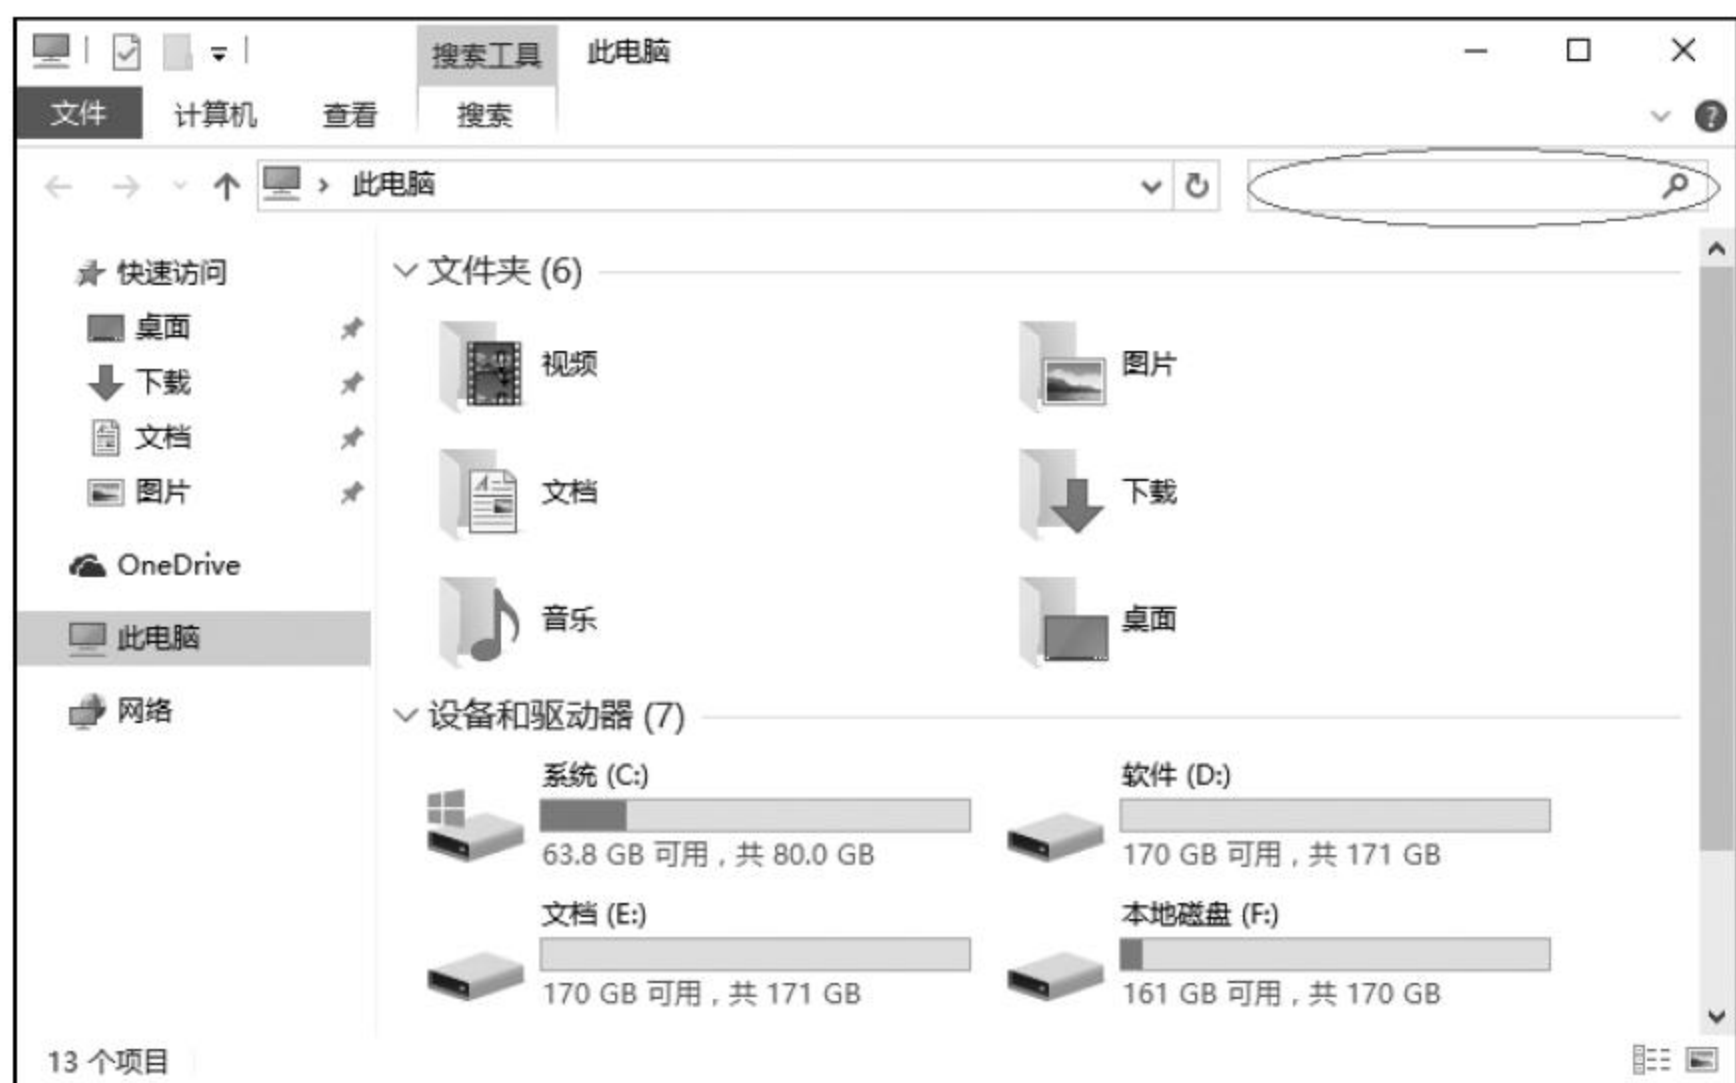 搜索工具 此电脑
文件 计算机 查看 搜索
此电脑
快速访问
桌面
下载
文档
图片
OneDrive
此电脑
网络
文件夹 (6)
视频 图片
文档 下载
音乐 桌面
设备和驱动器 (7)
系统 (C:) 软件 (D:)
63.8 GB 可用，共 80.0 GB 170 GB 可用，共 171 GB
文档 (E:) 本地磁盘 (F:)
170 GB 可用，共 171 GB 161 GB 可用，共 170 GB
13 个项目